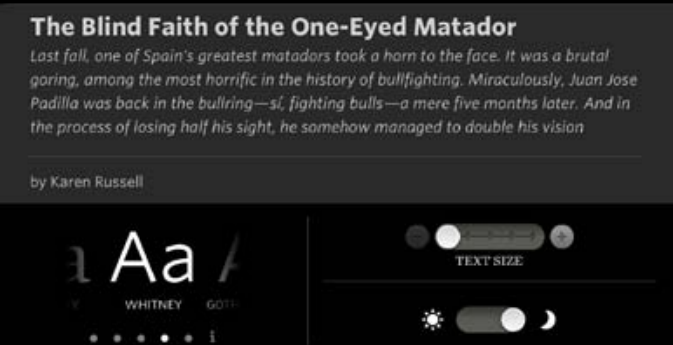 The Blind Faith of the One-Eyed Matador
Last fall, one of Spain's greatest matadors took a horn to the face. It was a brutal
goring, among the most horrific in the history of bullfighting. Miraculously, Juan Jose
Padilla was back in the bullring—sí, fighting bulls—a mere five months later. And in
the process of losing half his sight, he somehow managed to double his vision
by Karen Russell
a Aa A
Y WHITNEY GOTH
TEXT SIZE